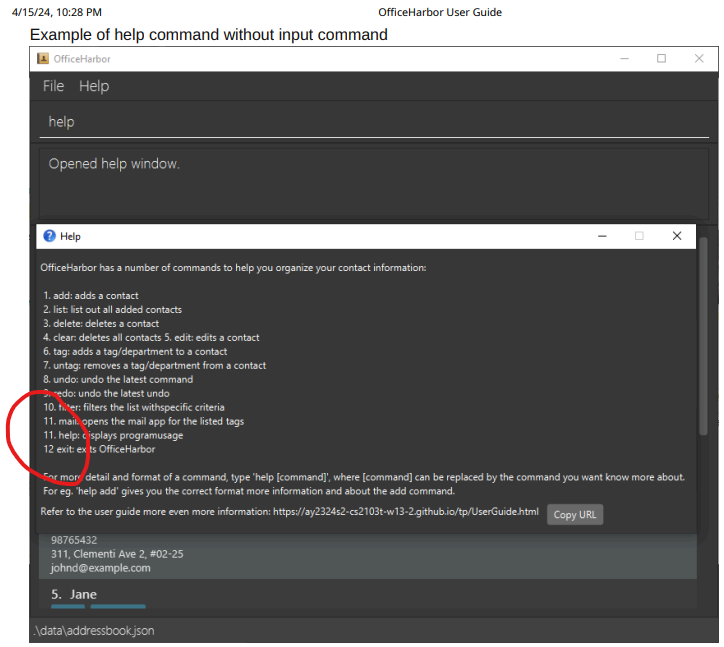 4/15/24, 10:28 PM OfficeHarbor User Guide
Example of help command without input command
OfficeHarbor
File Help
help
Opened help window.
Help
OfficeHarbor has a number of commands to help you organize your contact information:
1. add: adds a contact
2. list: list out all added contacts
3. delete: deletes a contact
4. clear: deletes all contacts 5. edit: edits a contact
6. tag: adds a tag/department to a contact
7. untag: removes a tag/department from a contact
8. undo: undo the latest command
9. redo: undo the latest undo
10. filter: filters the list withspecific criteria
11. mail: opens the mail app for the listed tags
11. help: displays programusage
12 exit: exits OfficeHarbor
For more detail and format of a command, type 'help [command]', where [command] can be replaced by the command you want know more about.
For eg. 'help add' gives you the correct format more information and about the add command.
Refer to the user guide more even more information: https://ay2324s2-cs2103t-w13-2.github.io/tp/UserGuide.html Copy URL
98765432
311, Clementi Ave 2, #02-25
johnd@example.com
5. Jane
.\data\addressbook.json